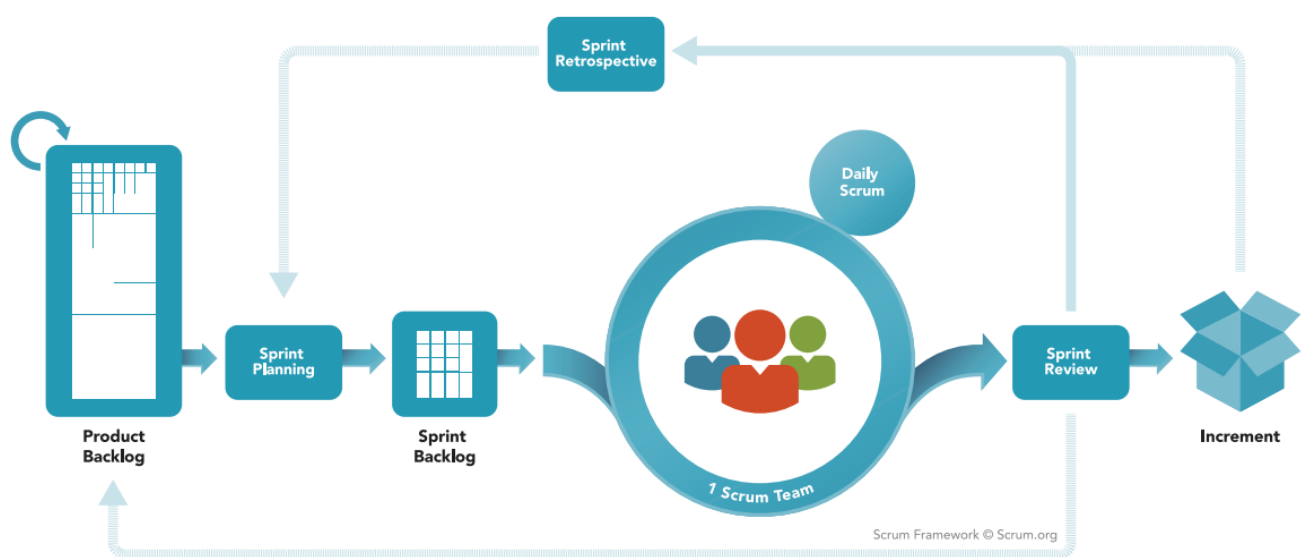 Sprint
Retrospective
Daily
Scrum
Sprint
Planning
Sprint
Review
Product
Backlog
Sprint
Backlog
Increment
1 Scrum Team
Scrum Framework © Scrum.org